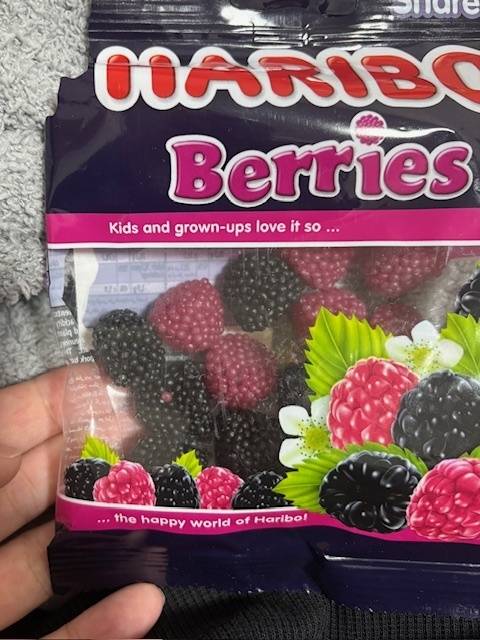 Share
HARIBO
Berries
Kids and grown-ups love it so ...
... the happy world of Haribo!